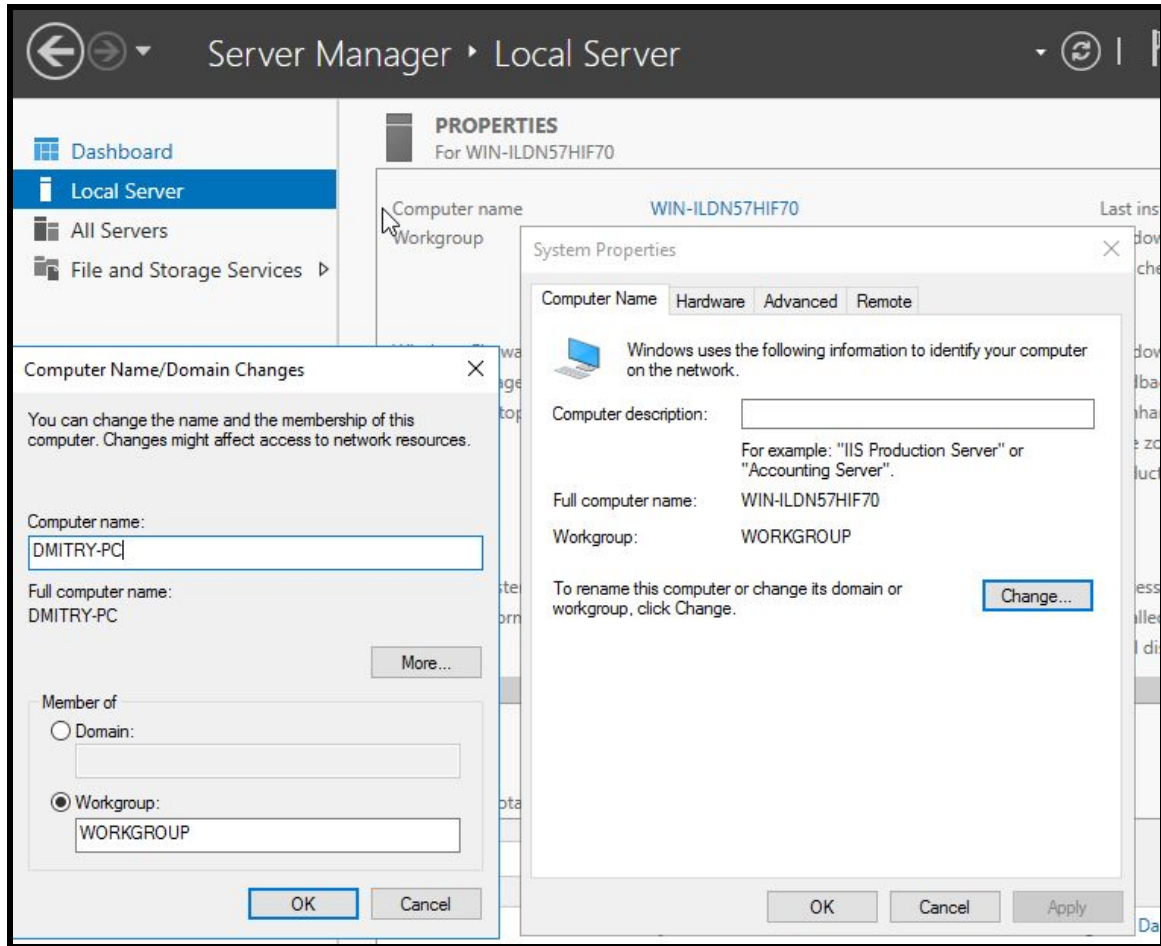 Server Manager ‣ Local Server
Dashboard
Local Server
All Servers
File and Storage Services
PROPERTIES
For WIN-ILDN57HIF70
Computer name WIN-ILDN57HIF70
Workgroup
Last
System Properties
Computer Name Hardware Advanced Remote
Windows uses the following information to identify your computer
on the network.
Computer description:
For example: "IIS Production Server" or
"Accounting Server".
Full computer name: WIN-ILDN57HIF70
Workgroup: WORKGROUP
To rename this computer or change its domain or
workgroup, click Change.
Change...
OK Cancel Apply
Computer Name/Domain Changes
You can change the name and the membership of this
computer. Changes might affect access to network resources.
Computer name:
DMITRY-PC
Full computer name:
DMITRY-PC
More...
Member of
Domain:
Workgroup:
WORKGROUP
OK Cancel